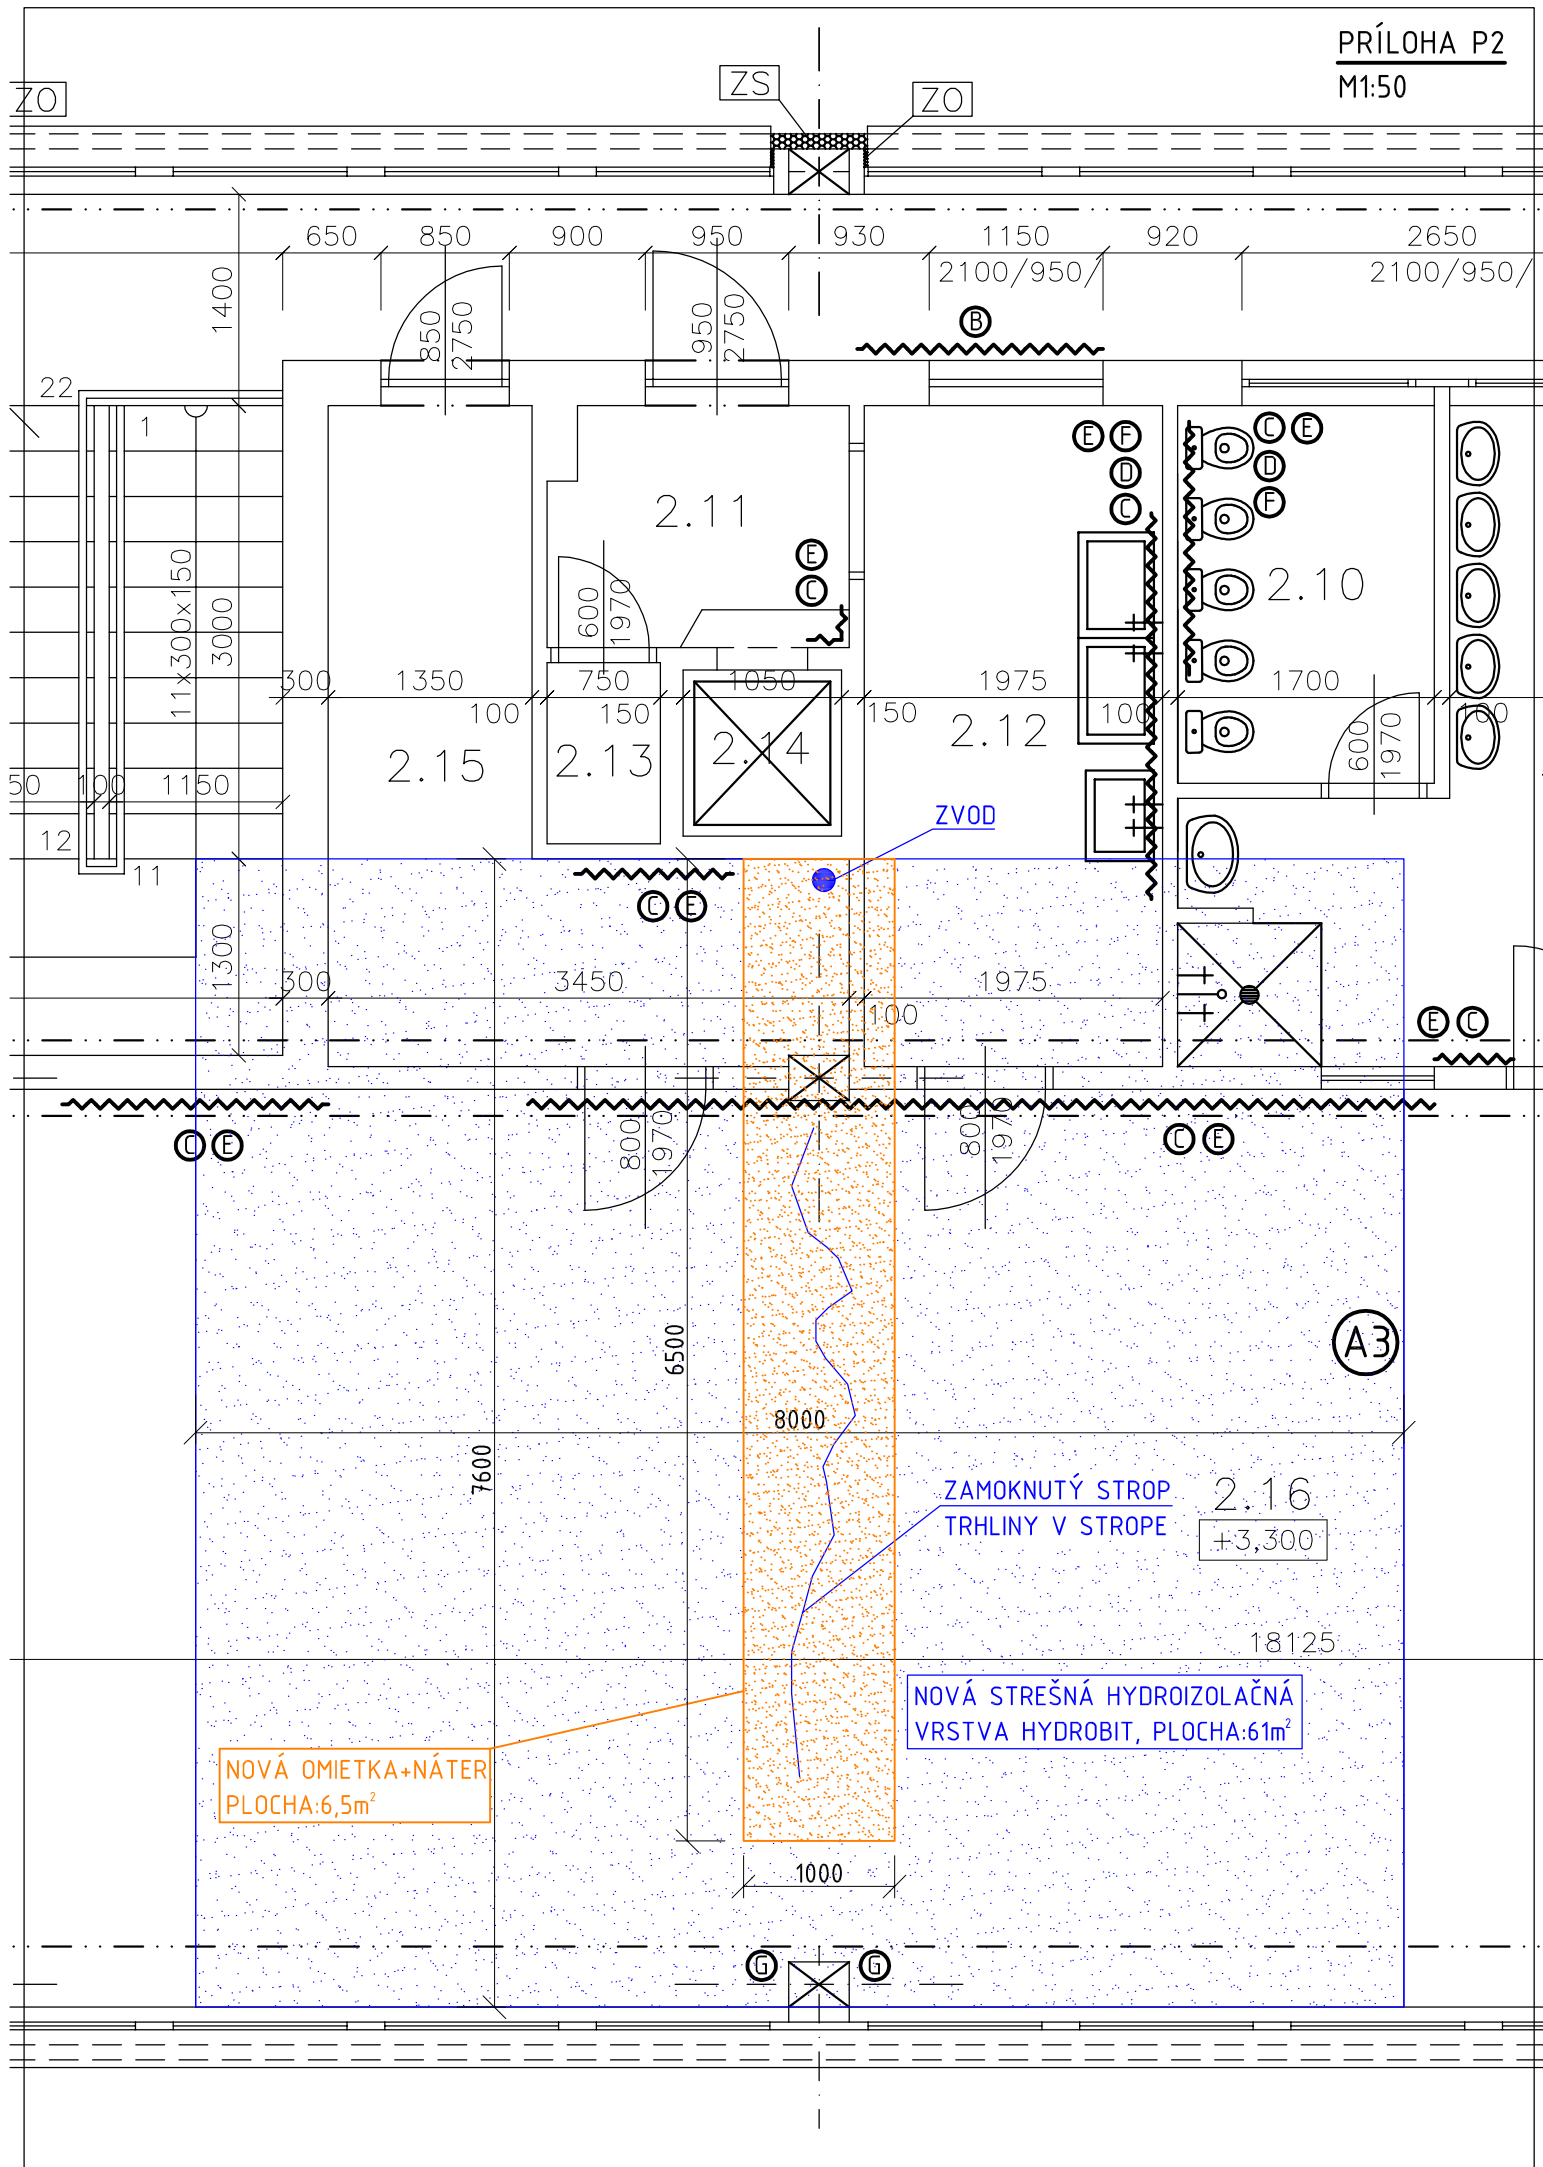 PRÍLOHA P2
M1:50
ZO
ZS
ZO
650
850
900
950
930
1150
920
2650
2100/950/
2100/950/
1400
850
2750
950
2750
B
22
1
E F
D
C
C E
D
F
2.11
E
C
2.10
11x300x150
3000
600
1970
300
1350
750
1050
1975
1700
100
150
150
100
100
2.15
2.13
2.14
2.12
600
1970
50
100
1150
ZVOD
12
11
C E
1300
300
3450
1975
100
E C
C E
800
1970
800
1970
C E
6500
A3
8000
7600
ZAMOKNUTÝ STROP
TRHLINY V STROPE
2.16
+3,300
18125
NOVÁ STREŠNÁ HYDROIZOLAČNÁ
VRSTVA HYDROBIT, PLOCHA:61m²
NOVÁ OMIETKA+NÁTER
PLOCHA:6,5m²
1000
G
G